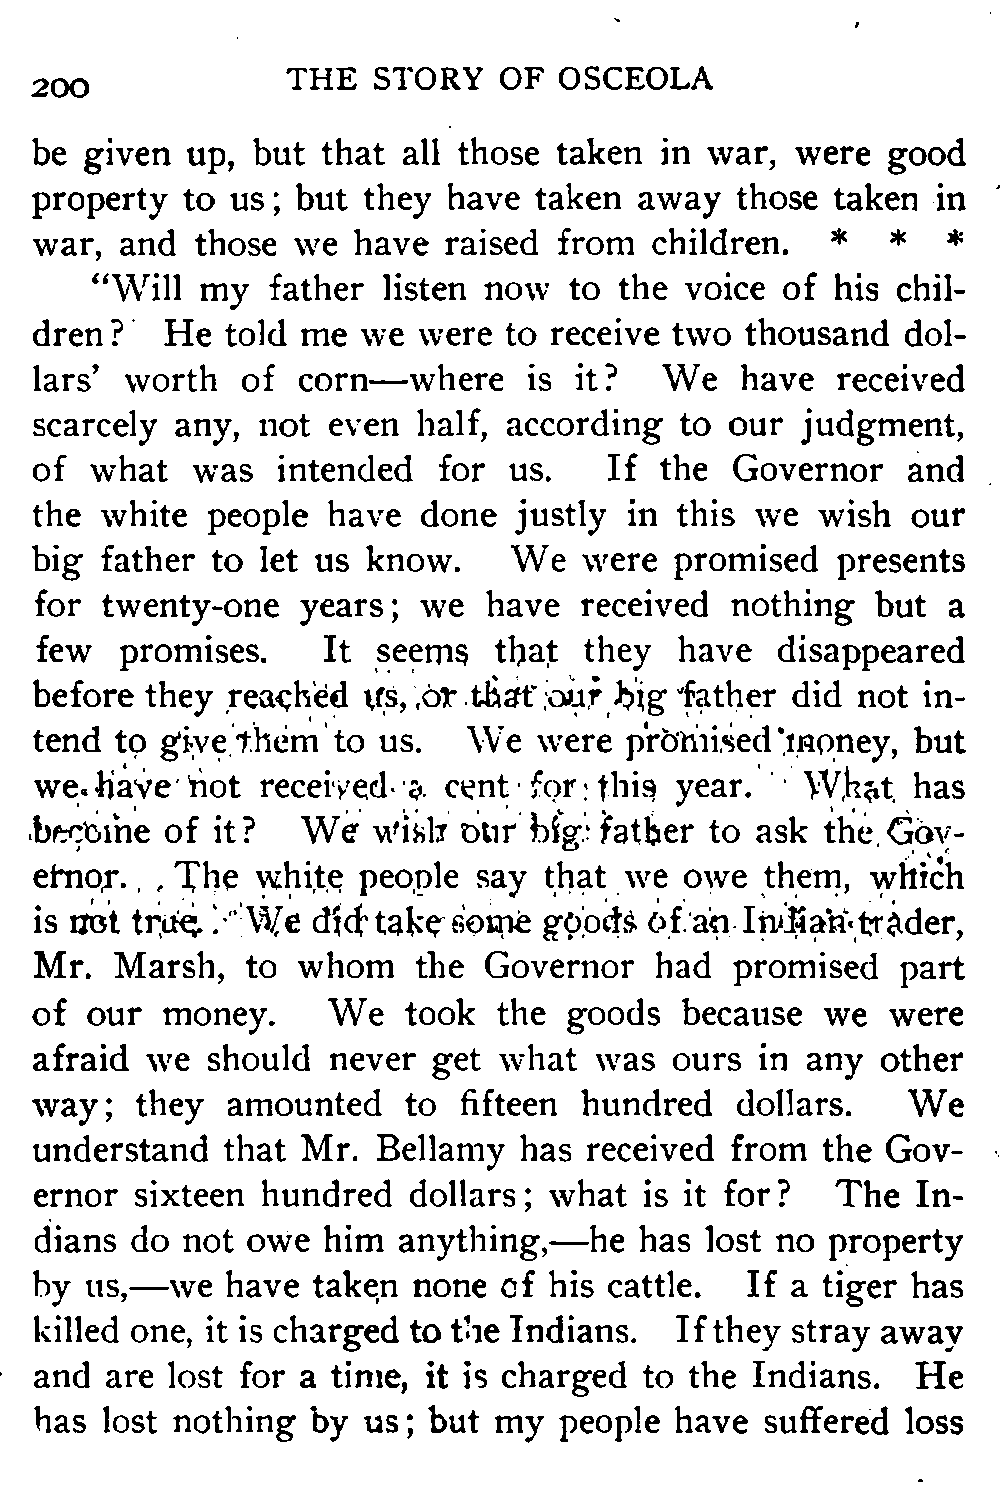 200 THE STORY OF OSCEOLA
be given up, but that all those taken in war, were good
property to us; but they have taken away those taken in
war, and those we have raised from children. * * *
“Will my father listen now to the voice of his chil-
dren? He told me we were to receive two thousand dol-
lars’ worth of corn—where is it? We have received
scarcely any, not even half, according to our judgment,
of what was intended for us. If the Governor and
the white people have done justly in this we wish our
big father to let us know. We were promised presents
for twenty-one years; we have received nothing but a
few promises. It seems that they have disappeared
before they reached us, or that our big father did not in-
tend to give them to us. We were promised money, but
we have not received a cent for this year. What has
become of it? We wish our big father to ask the Gov-
ernor. The white people say that we owe them, which
is not true. We did take some goods of an Indian trader,
Mr. Marsh, to whom the Governor had promised part
of our money. We took the goods because we were
afraid we should never get what was ours in any other
way; they amounted to fifteen hundred dollars. We
understand that Mr. Bellamy has received from the Gov-
ernor sixteen hundred dollars; what is it for? The In-
dians do not owe him anything,—he has lost no property
by us,—we have taken none of his cattle. If a tiger has
killed one, it is charged to the Indians. If they stray away
and are lost for a time, it is charged to the Indians. He
has lost nothing by us; but my people have suffered loss